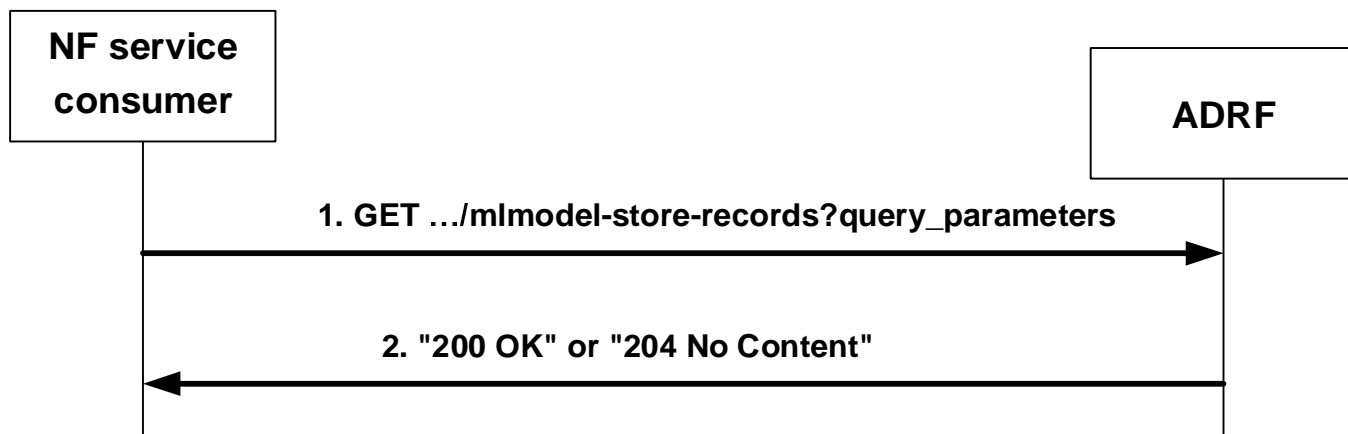 NF service
consumer
ADRF
1. GET …/mlmodel-store-records?query_parameters
2. "200 OK" or "204 No Content"